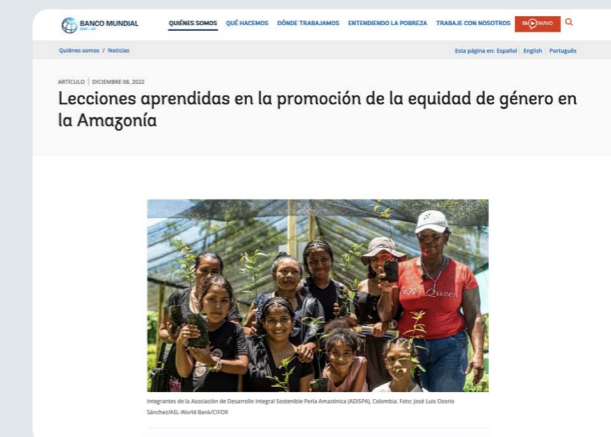 BANCO MUNDIAL
QUIÉNES SOMOS QUÉ HACEMOS DÓNDE TRABAJAMOS ENTENDIENDO LA POBREZA TRABAJE CON NOSOTROS
Quiénes somos / Noticias
Esta página en: Español English Português
ARTÍCULO | DICIEMBRE 08, 2022
Lecciones aprendidas en la promoción de la equidad de género en
la Amazonía
Integrantes de la Asociación de Desarrollo Integral Sostenible Perla Amazónica (ADISPA), Colombia. Foto: José Luis Osorio
Sánchez/ASL-World Bank/CIFOR